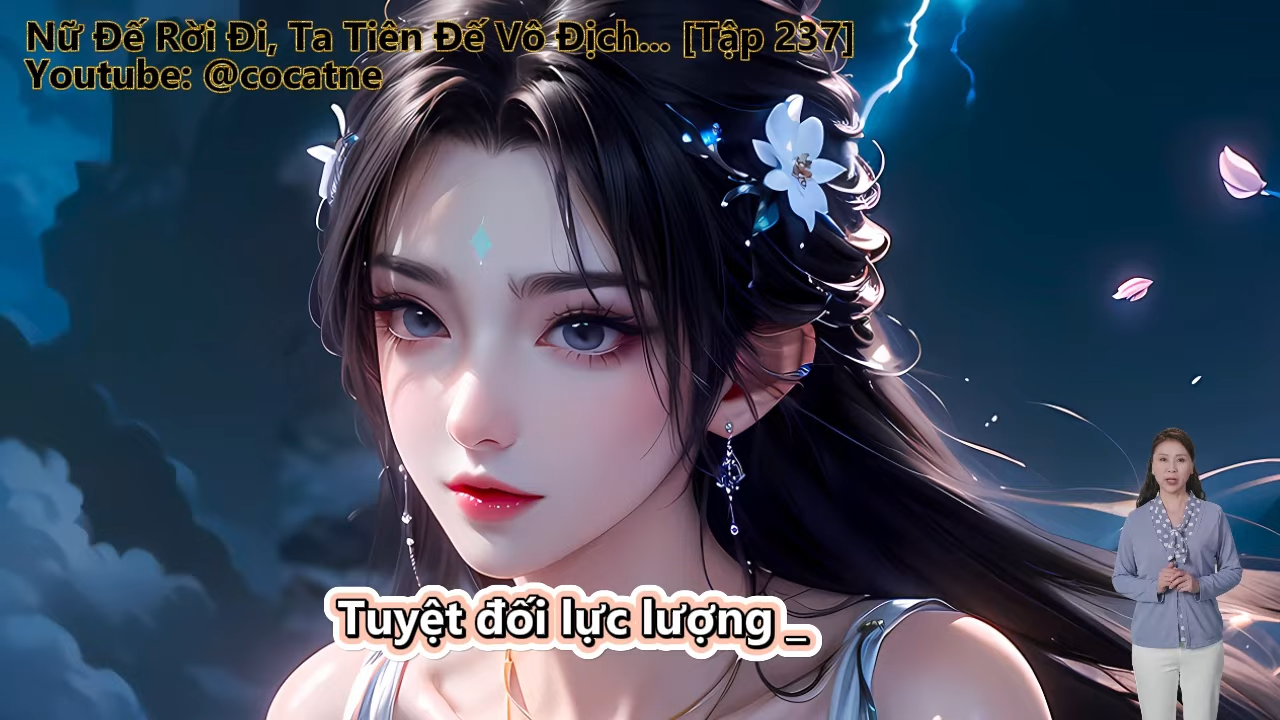 Nữ Đế Rời Đi, Ta Tiên Đế Vô Địch... [Tập 237]
Youtube: @cocatne
Tuyệt đối lực lượng _